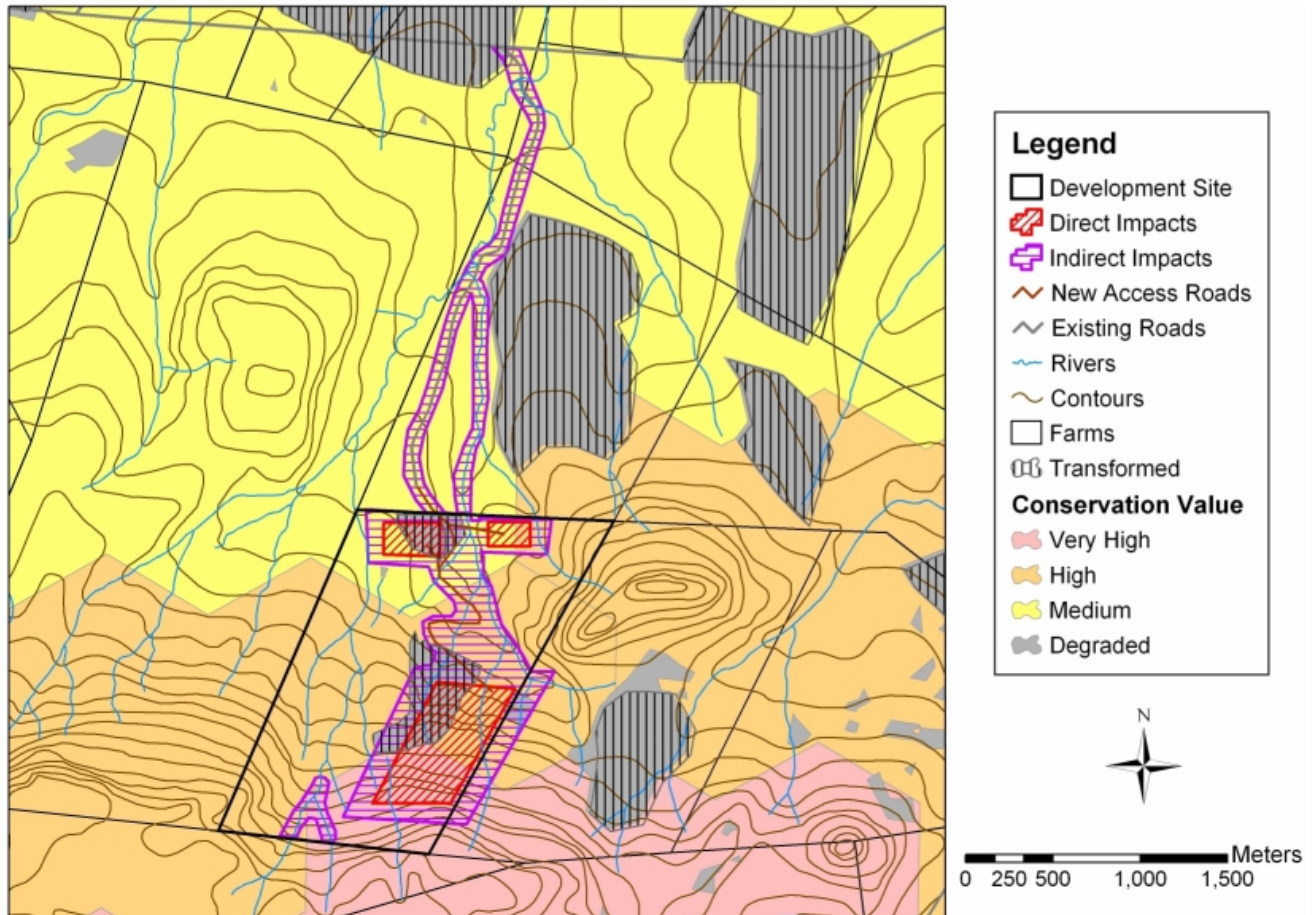 Legend
Development Site
Direct Impacts
Indirect Impacts
New Access Roads
Existing Roads
Rivers
Contours
Farms
Transformed
Conservation Value
Very High
High
Medium
Degraded
N
Meters
0 250 500 1,000 1,500